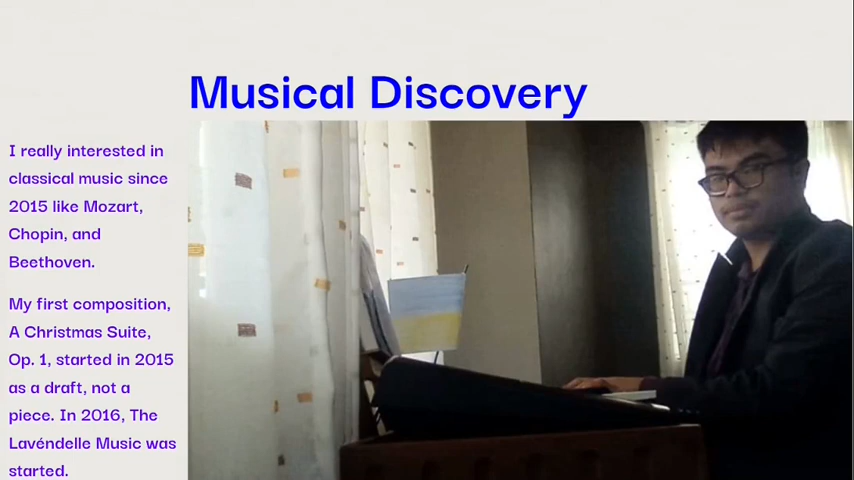 Musical Discovery
I really interested in
classical music since
2015 like Mozart,
Chopin, and
Beethoven.
My first composition,
A Christmas Suite,
Op. 1, started in 2015
as a draft, not a
piece. In 2016, The
Lavéndelle Music was
started.